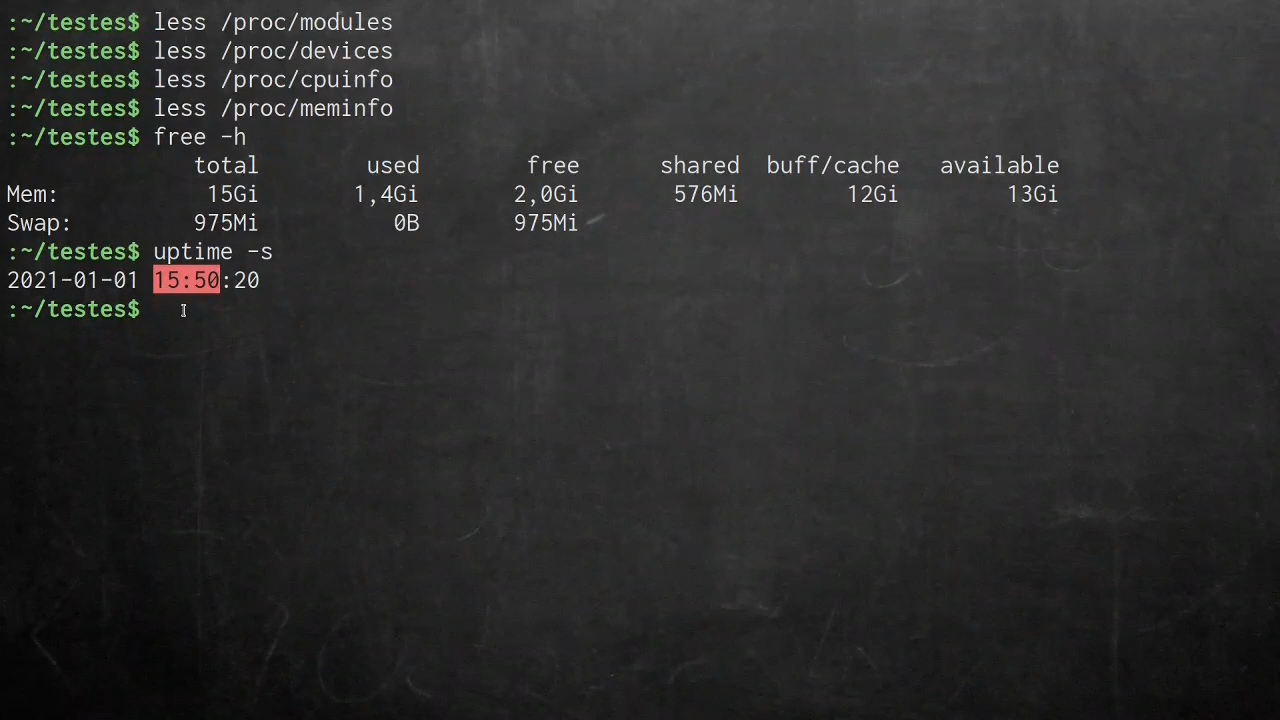 :~/testes$ less /proc/modules
:~/testes$ less /proc/devices
:~/testes$ less /proc/cpuinfo
:~/testes$ less /proc/meminfo
:~/testes$ free -h
total used free shared buff/cache available
Mem: 15Gi 1,4Gi 2,0Gi 576Mi 12Gi 13Gi
Swap: 975Mi 0B 975Mi
:~/testes$ uptime -s
2021-01-01 15:50:20
:~/testes$